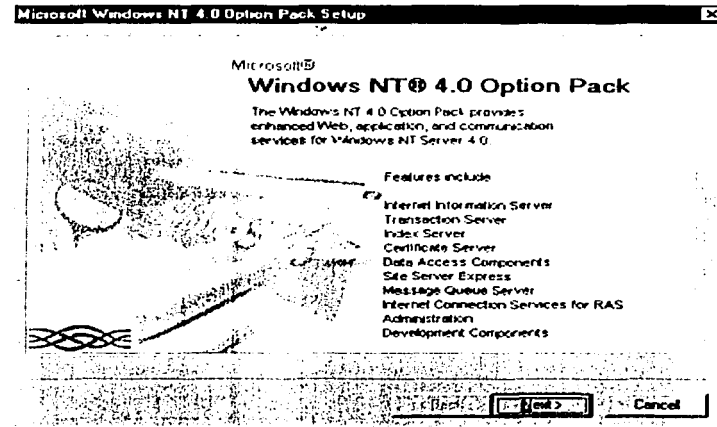 Microsoft Windows NT 4.0 Option Pack Setup
Microsoft®
Windows NT® 4.0 Option Pack
The Windows NT 4.0 Option Pack provides
enhanced Web, application, and communication
services for Windows NT Server 4.0.
Features include
Internet Information Server
Transaction Server
Index Server
Certificate Server
Data Access Components
Site Server Express
Message Queue Server
Internet Connection Services for RAS
Administration
Development Components
< Back Next > Cancel